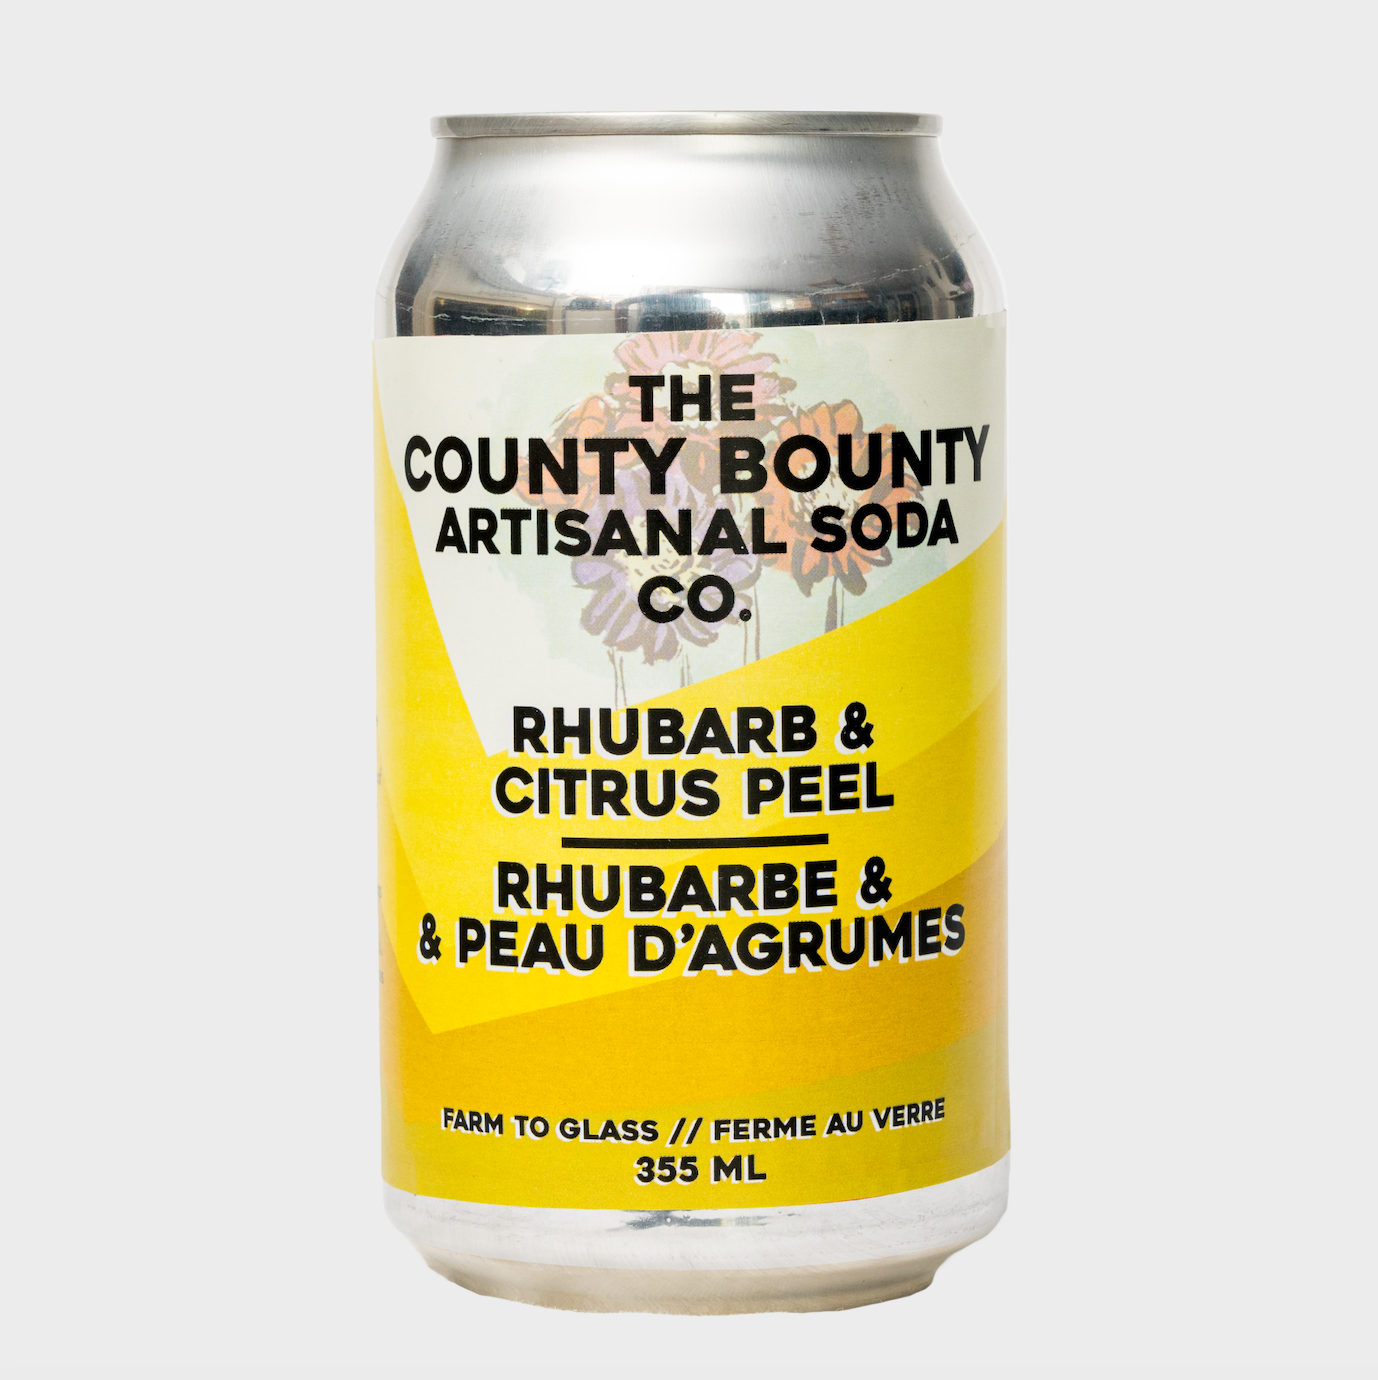 THE
COUNTY BOUNTY
ARTISANAL SODA
CO.
RHUBARB &
CITRUS PEEL
RHUBARBE &
& PEAU D'AGRUMES
FARM TO GLASS // FERME AU VERRE
355 ML